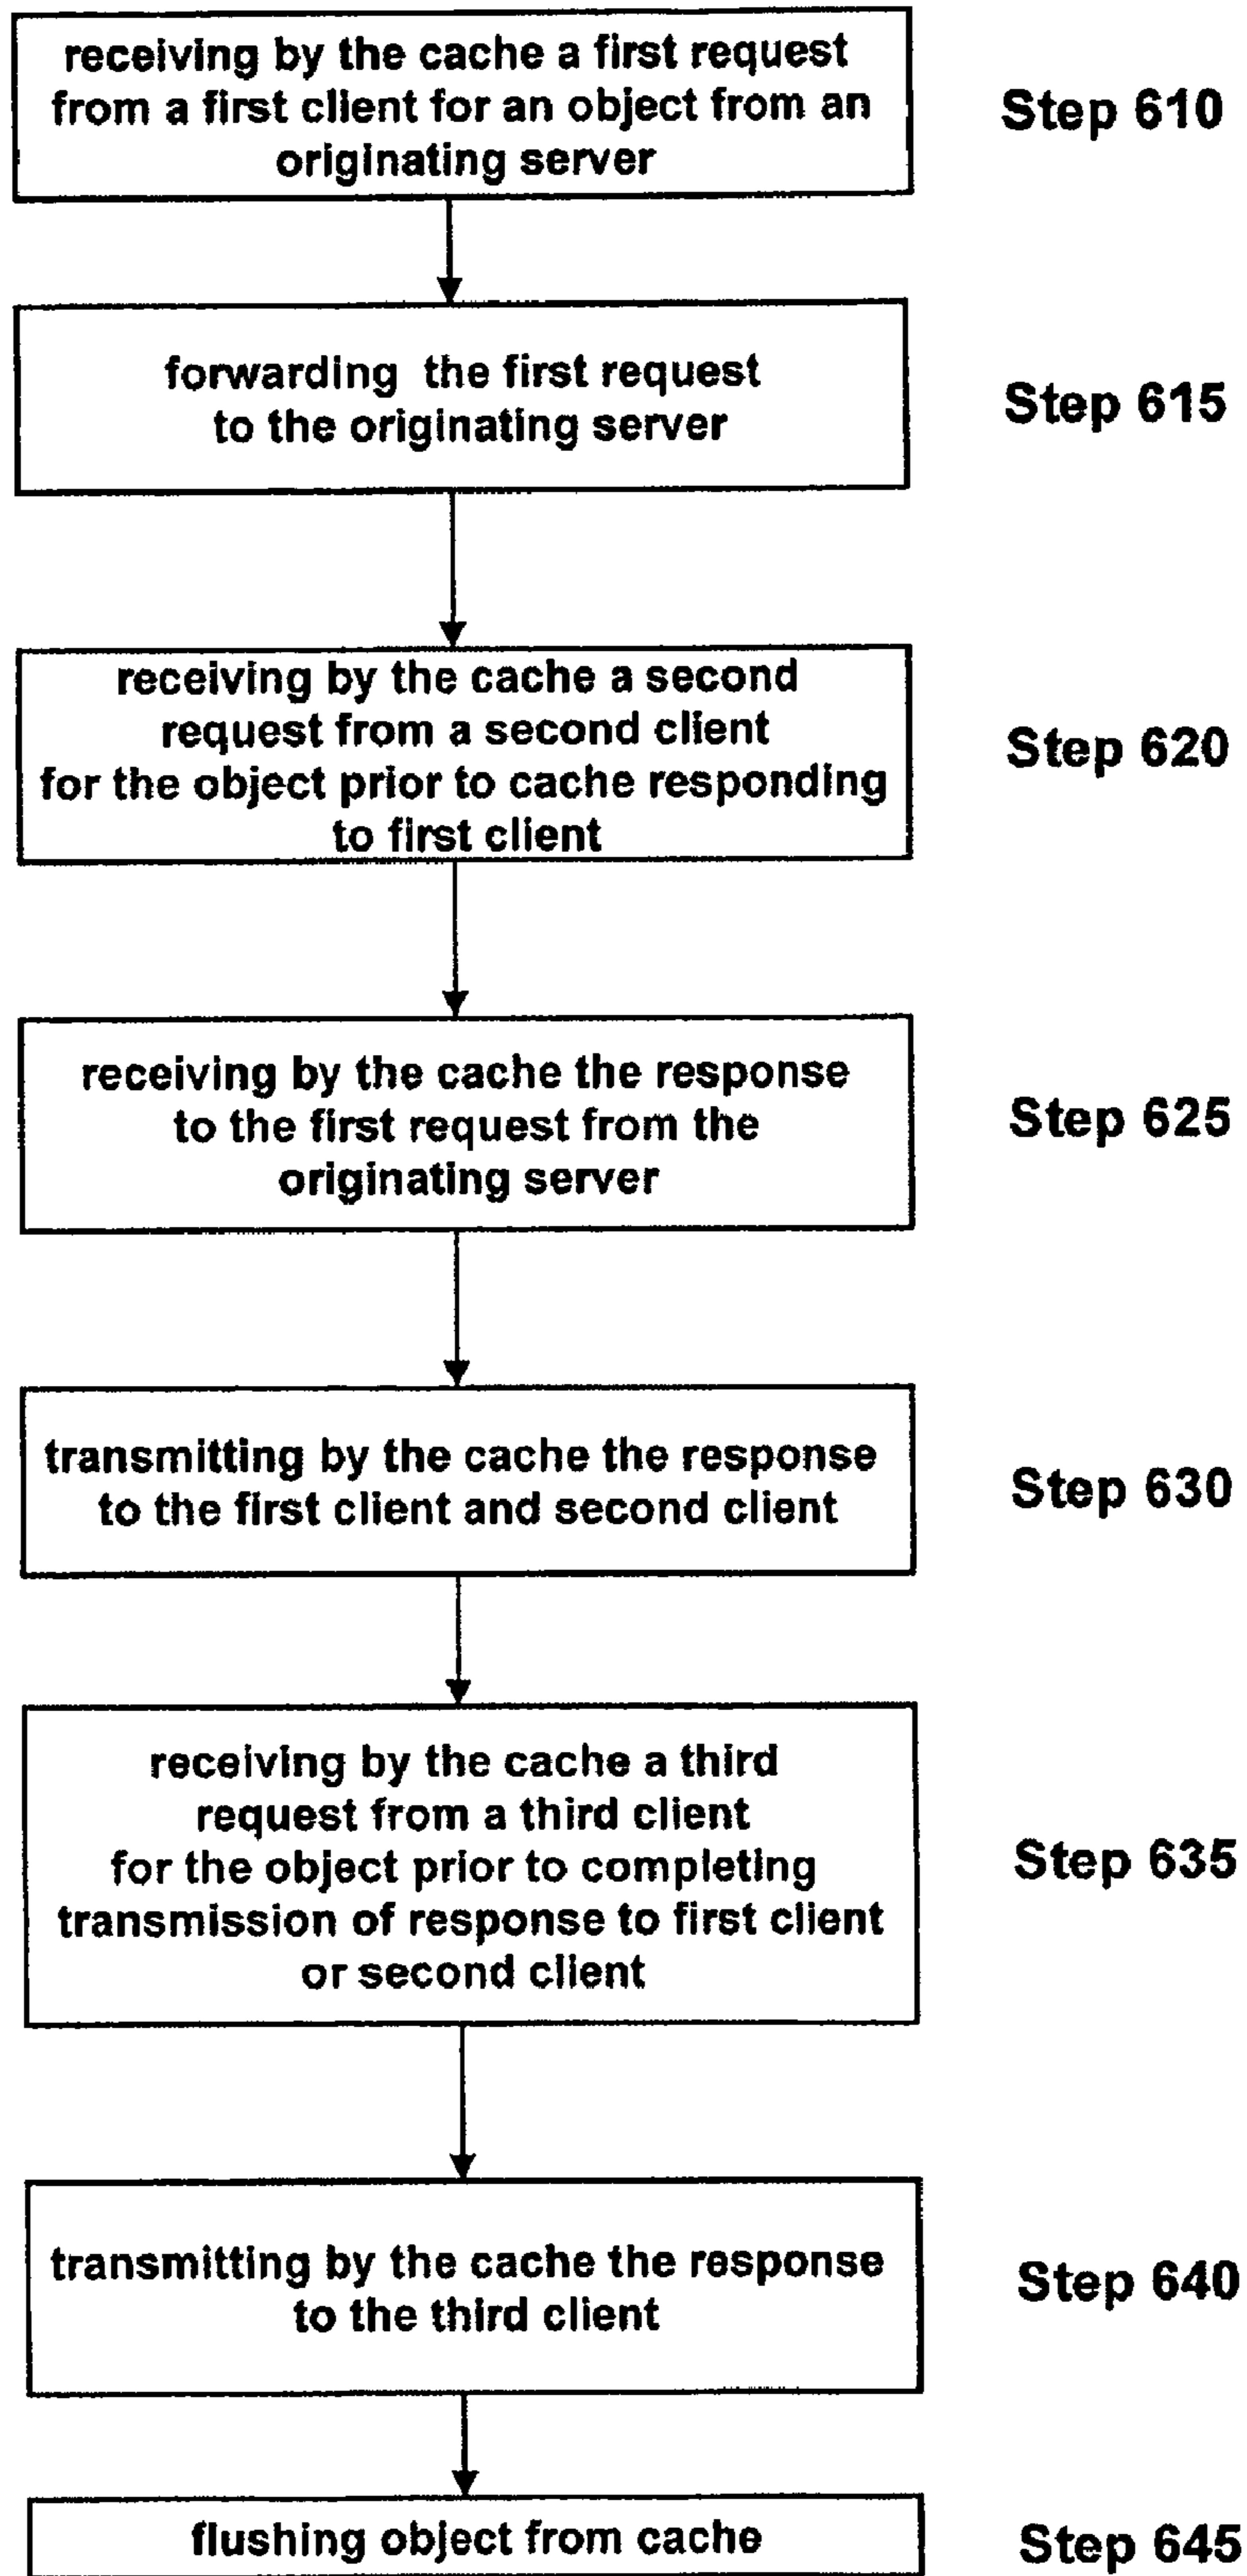 receiving by the cache a first request
from a first client for an object from an
originating server
Step 610
forwarding the first request
to the originating server
Step 615
receiving by the cache a second
request from a second client
for the object prior to cache responding
to first client
Step 620
receiving by the cache the response
to the first request from the
originating server
Step 625
transmitting by the cache the response
to the first client and second client
Step 630
receiving by the cache a third
request from a third client
for the object prior to completing
transmission of response to first client
or second client
Step 635
transmitting by the cache the response
to the third client
Step 640
flushing object from cache
Step 645